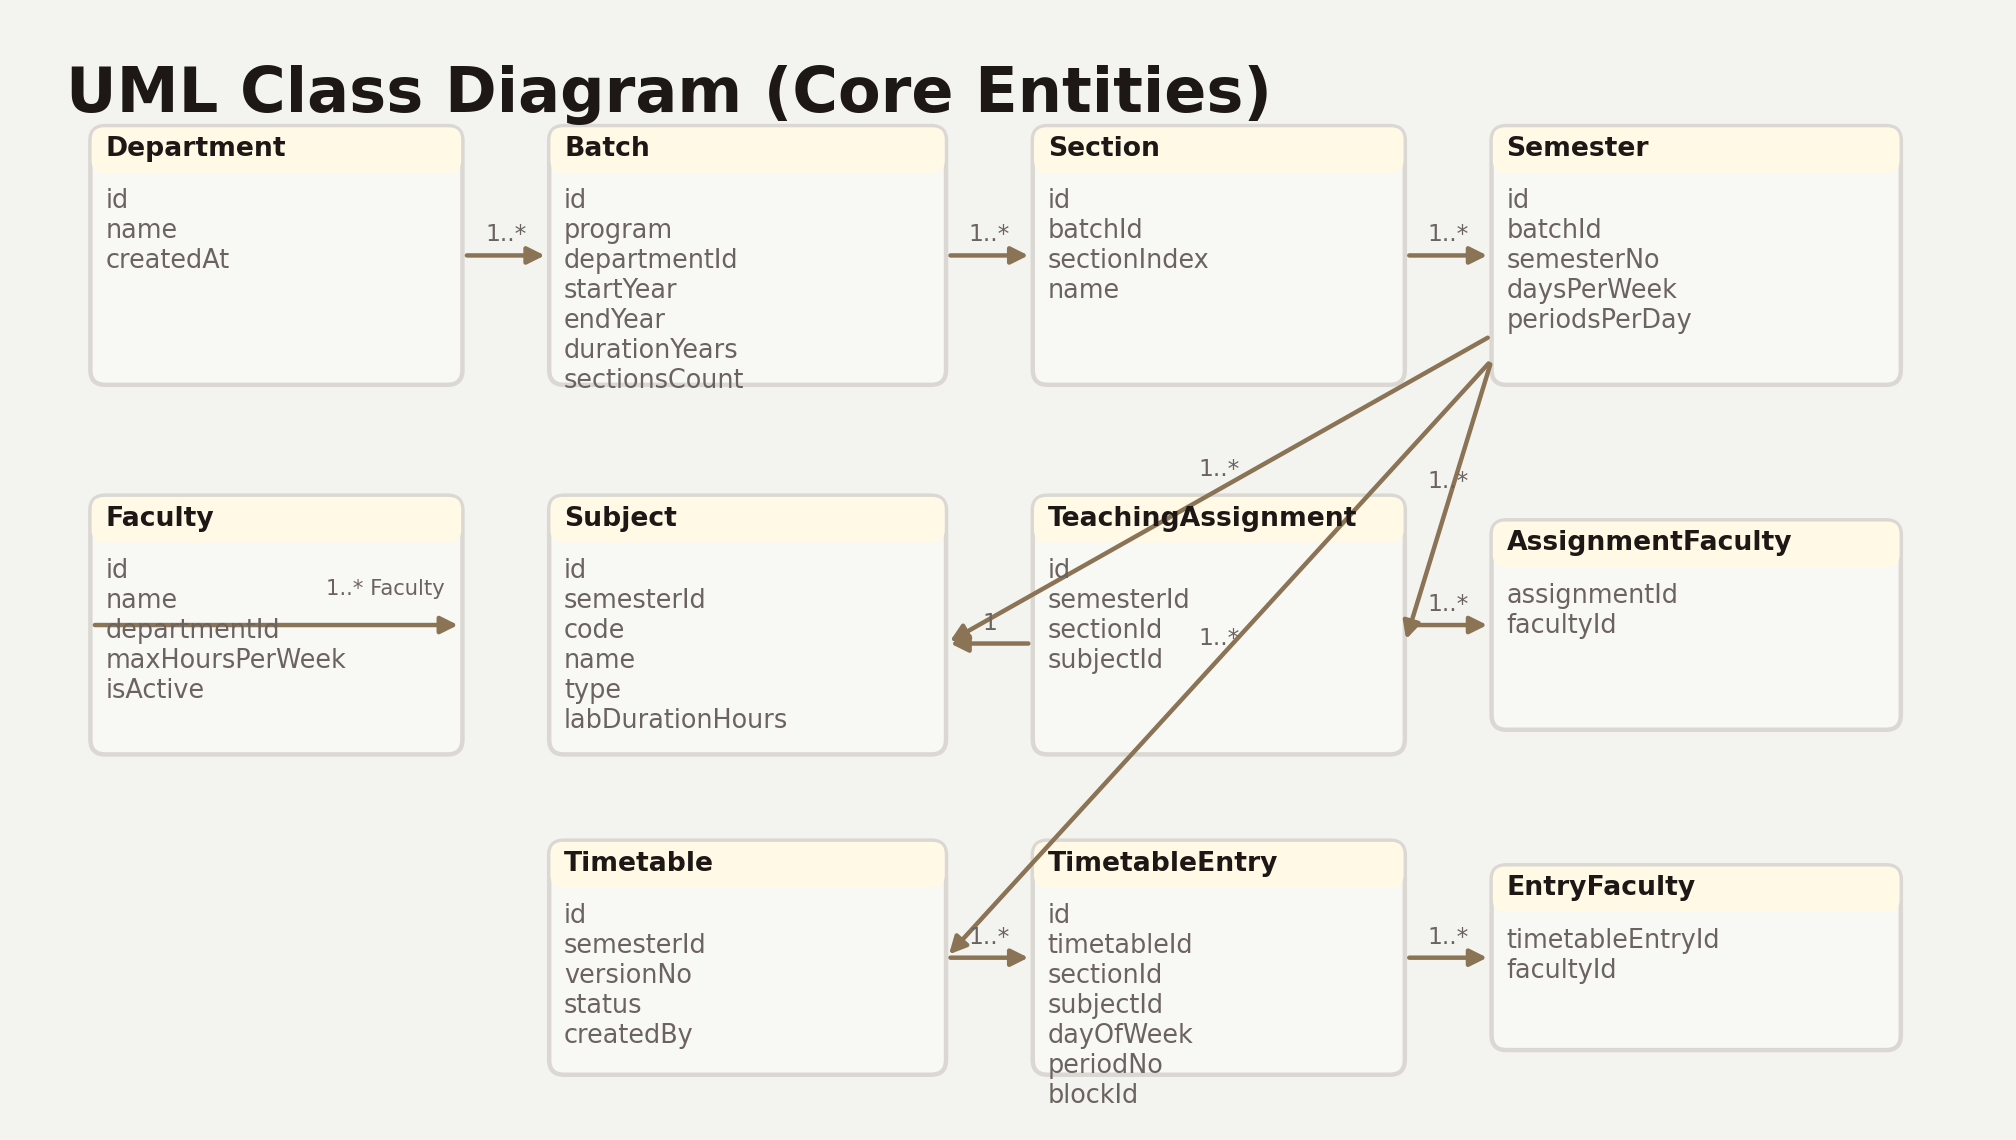 UML Class Diagram (Core Entities)
Department
id
name
createdAt
1..*
Batch
id
program
departmentId
startYear
endYear
durationYears
sectionsCount
1..*
Section
id
batchId
sectionIndex
name
1..*
Semester
id
batchId
semesterNo
daysPerWeek
periodsPerDay
1..*
1..*
Faculty
id
name
1..* Faculty
departmentId
maxHoursPerWeek
isActive
Subject
id
semesterId
code
name
type
labDurationHours
1
TeachingAssignment
id
semesterId
sectionId
1..*
subjectId
1..*
AssignmentFaculty
assignmentId
facultyId
Timetable
id
semesterId
versionNo
status
createdBy
1..*
TimetableEntry
id
timetableId
sectionId
subjectId
dayOfWeek
periodNo
blockId
1..*
EntryFaculty
timetableEntryId
facultyId